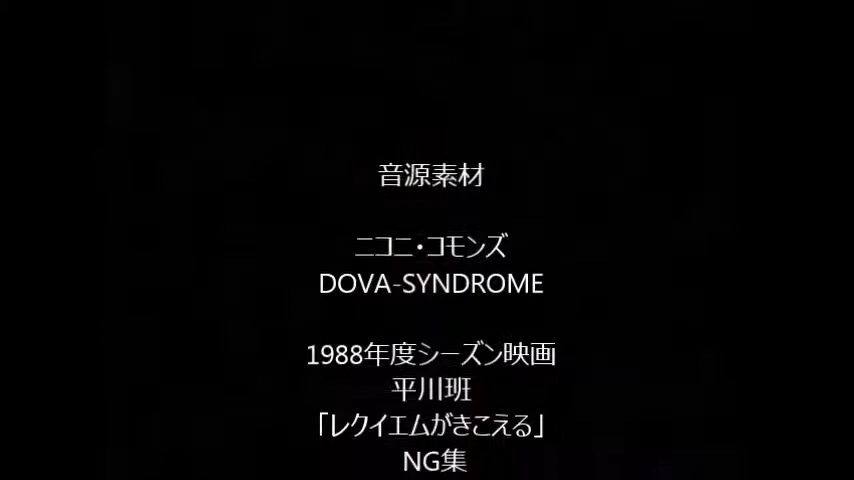 音源素材
ニコニ・コモンズ
DOVA-SYNDROME
1988年度シーズン映画
平川班
「レクイエムがきこえる」
NG集